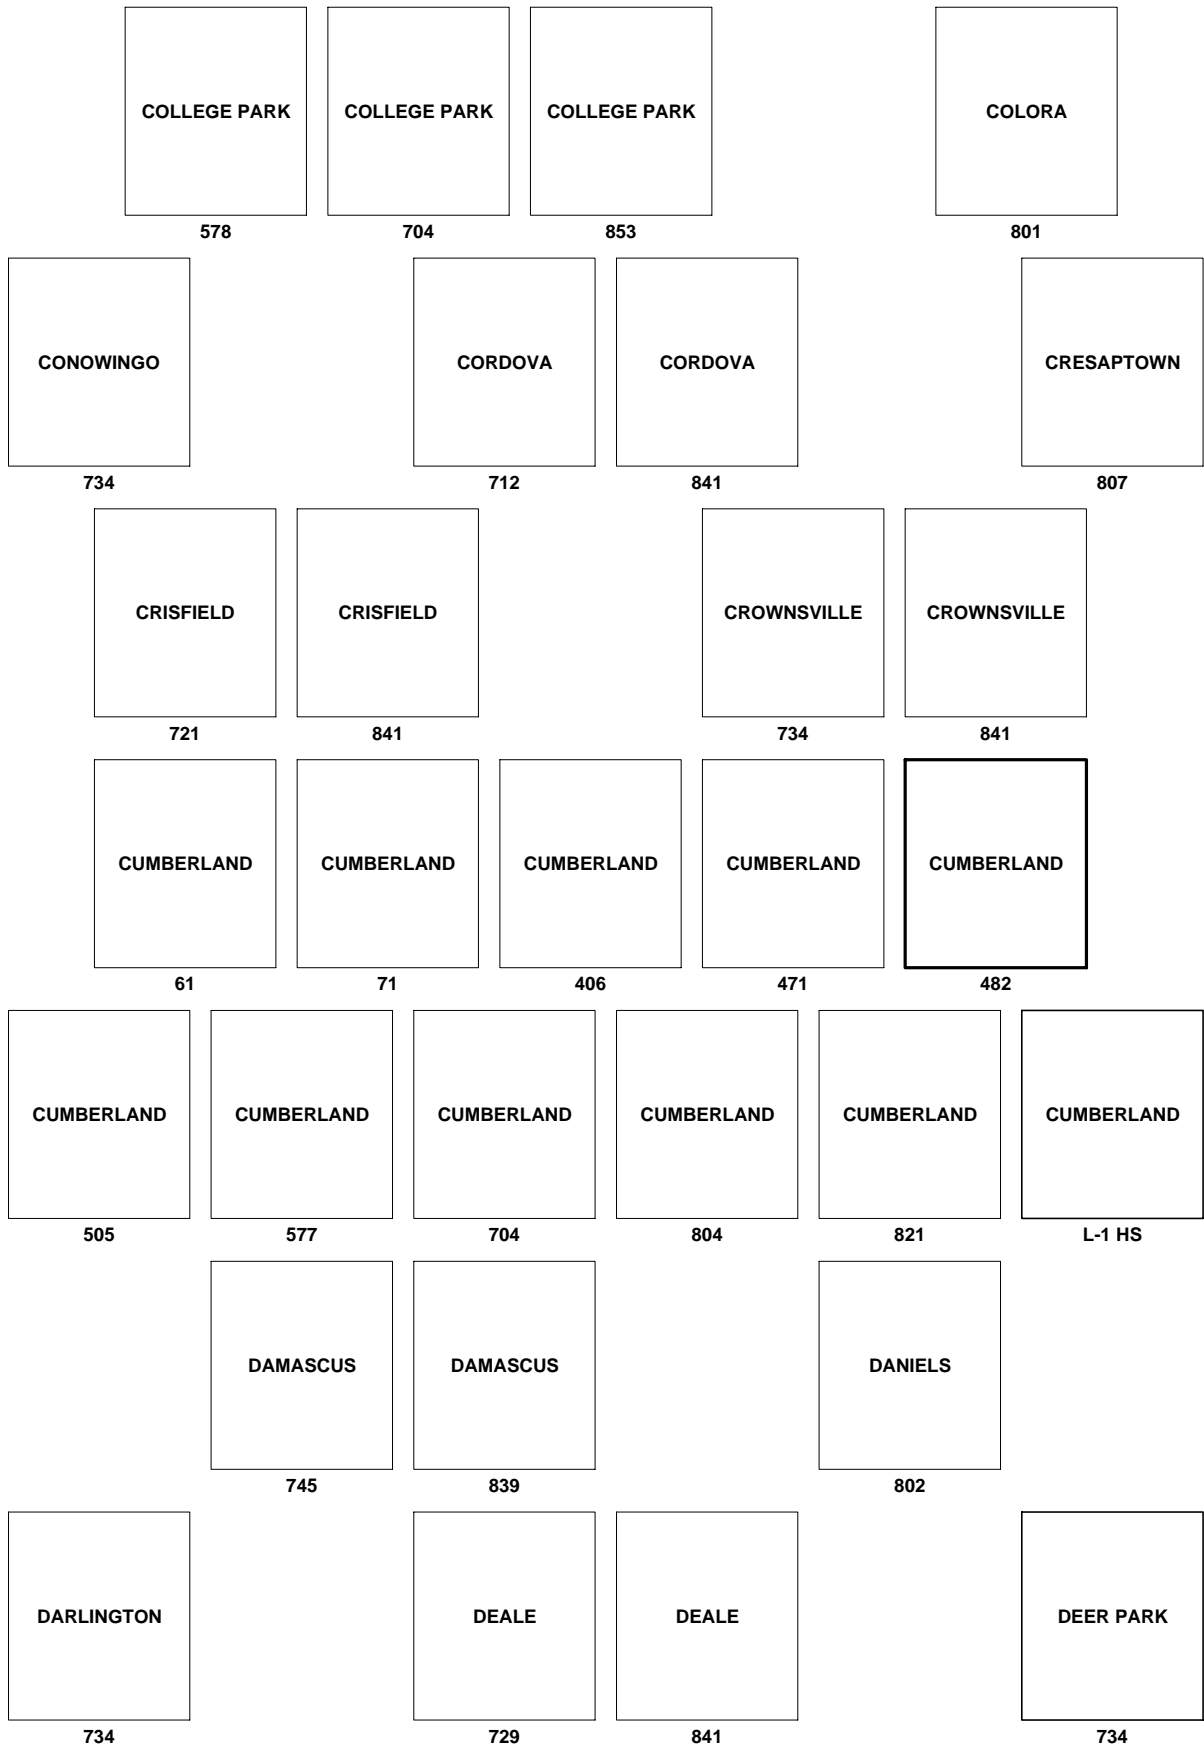 COLLEGE PARK COLLEGE PARK COLLEGE PARK COLORA
578 704 853 801
CONOWINGO CORDOVA CORDOVA CRESAPTOWN
734 712 841 807
CRISFIELD CRISFIELD CROWNSVILLE CROWNSVILLE
721 841 734 841
CUMBERLAND CUMBERLAND CUMBERLAND CUMBERLAND CUMBERLAND
61 71 406 471 482
CUMBERLAND CUMBERLAND CUMBERLAND CUMBERLAND CUMBERLAND CUMBERLAND
505 577 704 804 821 L-1 HS
DAMASCUS DAMASCUS DANIELS
745 839 802
DARLINGTON DEALE DEALE DEER PARK
734 729 841 734